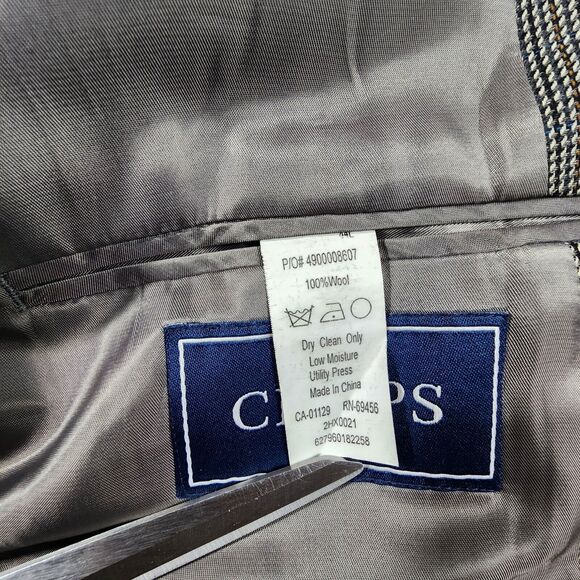 44L
P/O# 4900008607
100%Wool
Dry Clean Only
Low Moisture
Utility Press
Made in China
CA-01129 RN-69456
2HX0021
627960182258